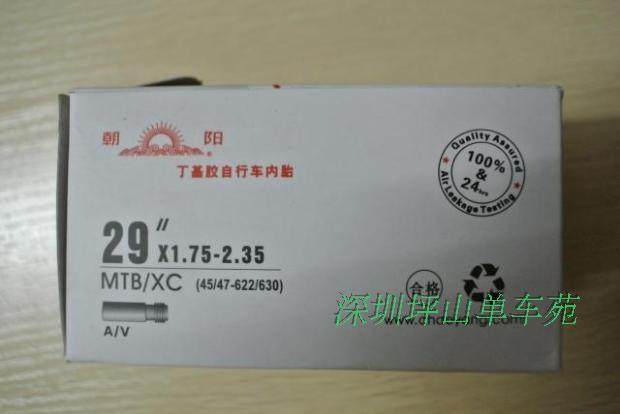 朝 阳
®
丁基胶自行车内胎
Quality Assured
100%
&
24hrs
Air Leakage Testing
29″ X1.75-2.35
MTB/XC (45/47-622/630)
A/V
合格
深圳坪山单车苑